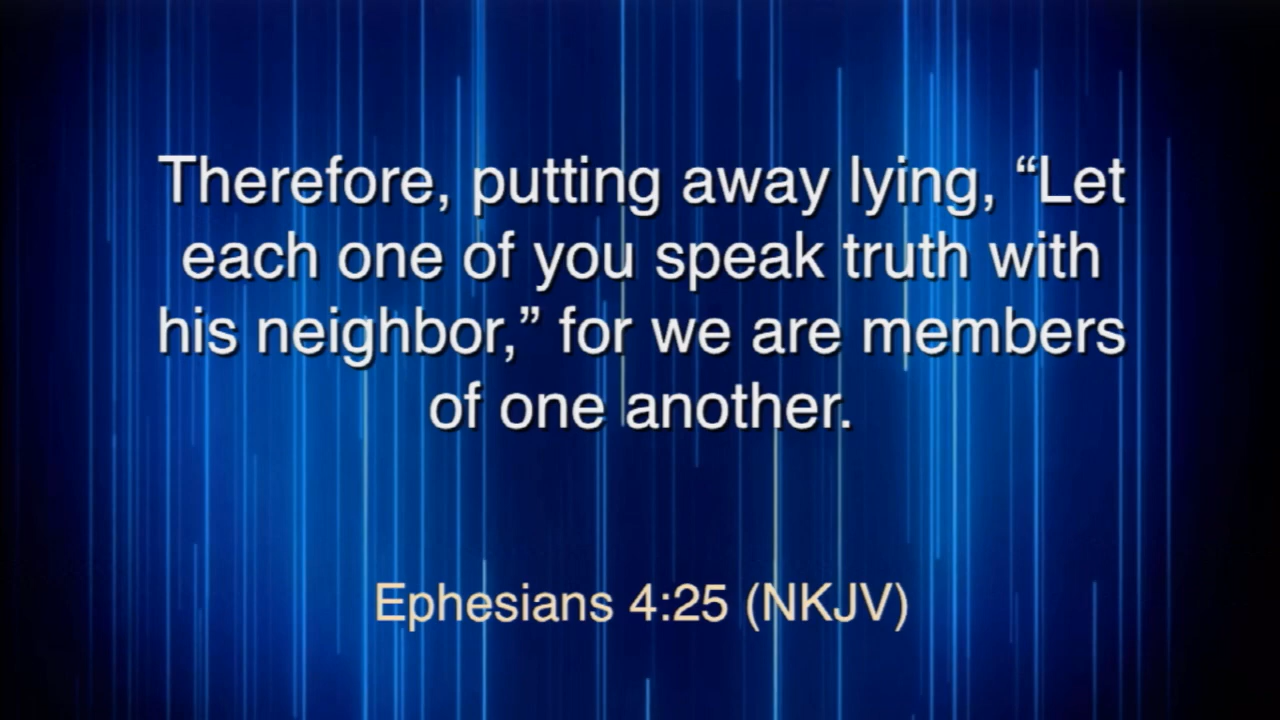 Therefore, putting away lying, “Let
each one of you speak truth with
his neighbor,” for we are members
of one another.
Ephesians 4:25 (NKJV)